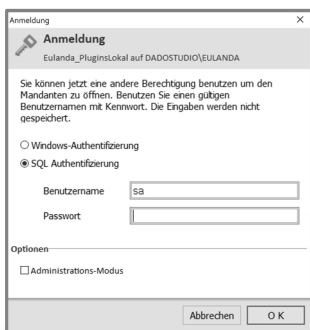 Anmeldung
Anmeldung
Eulanda_PluginsLokal auf DADOSTUDIO\EULANDA
Sie können jetzt eine andere Berechtigung benutzen um den
Mandanten zu öffnen. Benutzen Sie einen gültigen
Benutzernamen mit Kennwort. Die Eingaben werden nicht
gespeichert.
Windows-Authentifizierung
SQL Authentifizierung
Benutzername sa
Passwort
Optionen
Administrations-Modus
Abbrechen O K